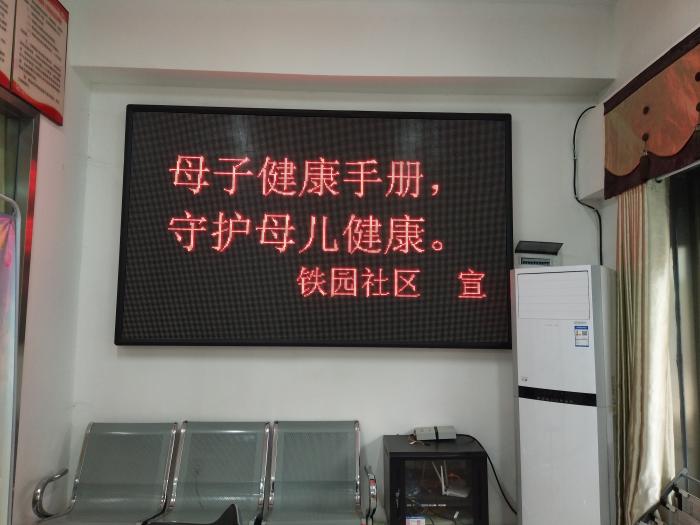 母子健康手册，
守护母儿健康。
铁园社区 宣